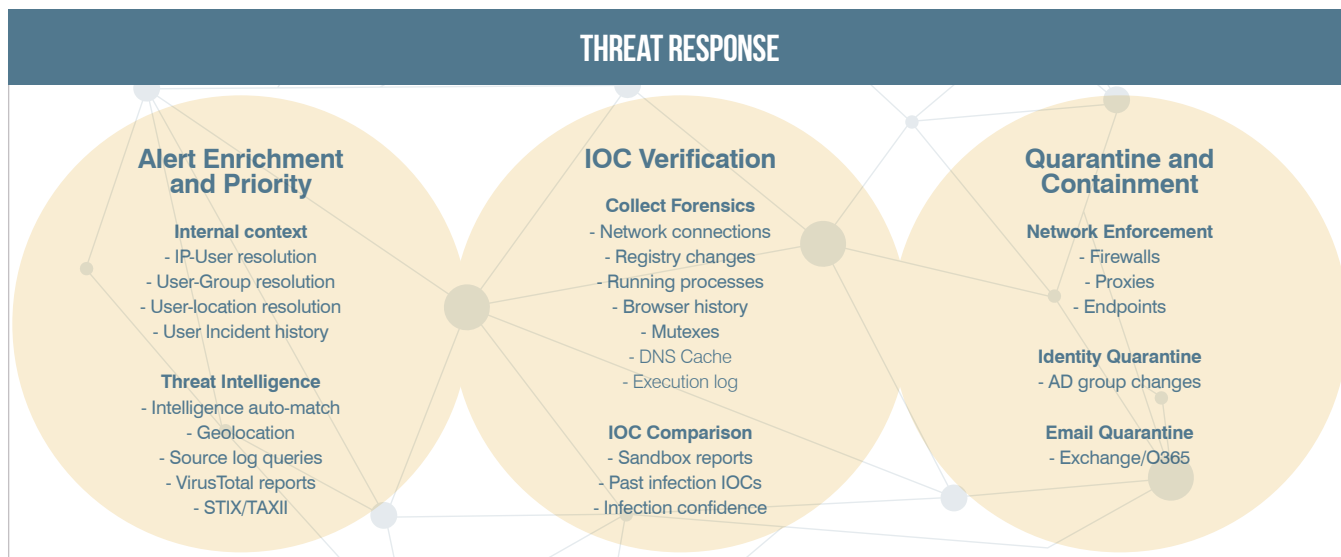 THREAT RESPONSE
Alert Enrichment
and Priority
Internal context
- IP-User resolution
- User-Group resolution
- User-location resolution
- User Incident history
Threat Intelligence
- Intelligence auto-match
- Geolocation
- Source log queries
- VirusTotal reports
- STIX/TAXII
IOC Verification
Collect Forensics
- Network connections
- Registry changes
- Running processes
- Browser history
- Mutexes
- DNS Cache
- Execution log
IOC Comparison
- Sandbox reports
- Past infection IOCs
- Infection confidence
Quarantine and
Containment
Network Enforcement
- Firewalls
- Proxies
- Endpoints
Identity Quarantine
- AD group changes
Email Quarantine
- Exchange/O365